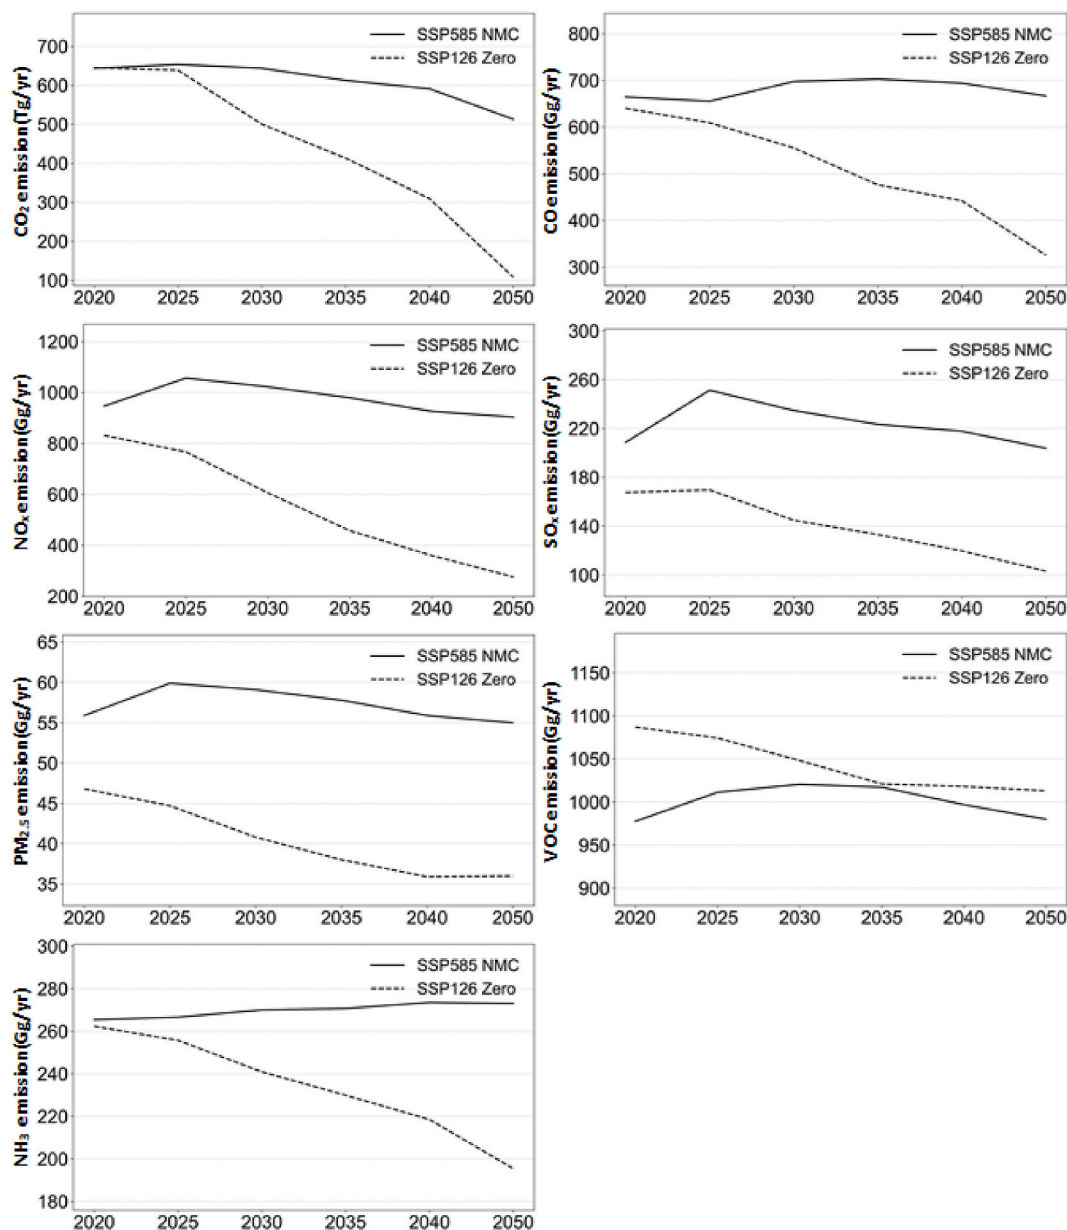 CO₂ emission(Tg/yr)
700
600
500
400
300
200
100
SSP585 NMC
SSP126 Zero
2020 2025 2030 2035 2040 2050
CO emission(Gg/yr)
800
700
600
500
400
300
SSP585 NMC
SSP126 Zero
2020 2025 2030 2035 2040 2050
NOₓ emission(Gg/yr)
1200
1000
800
600
400
200
SSP585 NMC
SSP126 Zero
2020 2025 2030 2035 2040 2050
SOₓ emission(Gg/yr)
300
260
220
180
140
100
SSP585 NMC
SSP126 Zero
2020 2025 2030 2035 2040 2050
PM₂.₅ emission(Gg/yr)
65
60
55
50
45
40
35
SSP585 NMC
SSP126 Zero
2020 2025 2030 2035 2040 2050
VOC emission(Gg/yr)
1150
1100
1050
1000
950
900
SSP585 NMC
SSP126 Zero
2020 2025 2030 2035 2040 2050
NH₃ emission(Gg/yr)
300
280
260
240
220
200
180
SSP585 NMC
SSP126 Zero
2020 2025 2030 2035 2040 2050